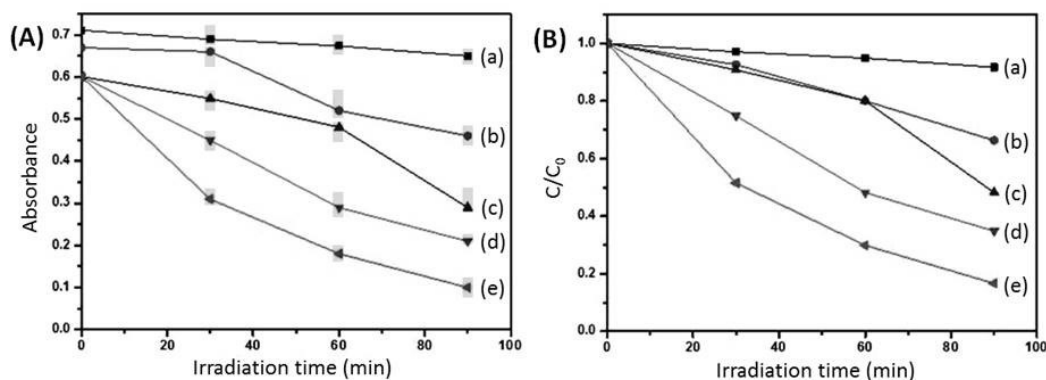 (A)
Absorbance
0.7
0.6
0.5
0.4
0.3
0.2
0.1
0.0
0 20 40 60 80 100
Irradiation time (min)
(a)
(b)
(c)
(d)
(e)
(B)
C/C₀
1.0
0.8
0.6
0.4
0.2
0.0
0 20 40 60 80 100
Irradiation time (min)
(a)
(b)
(c)
(d)
(e)